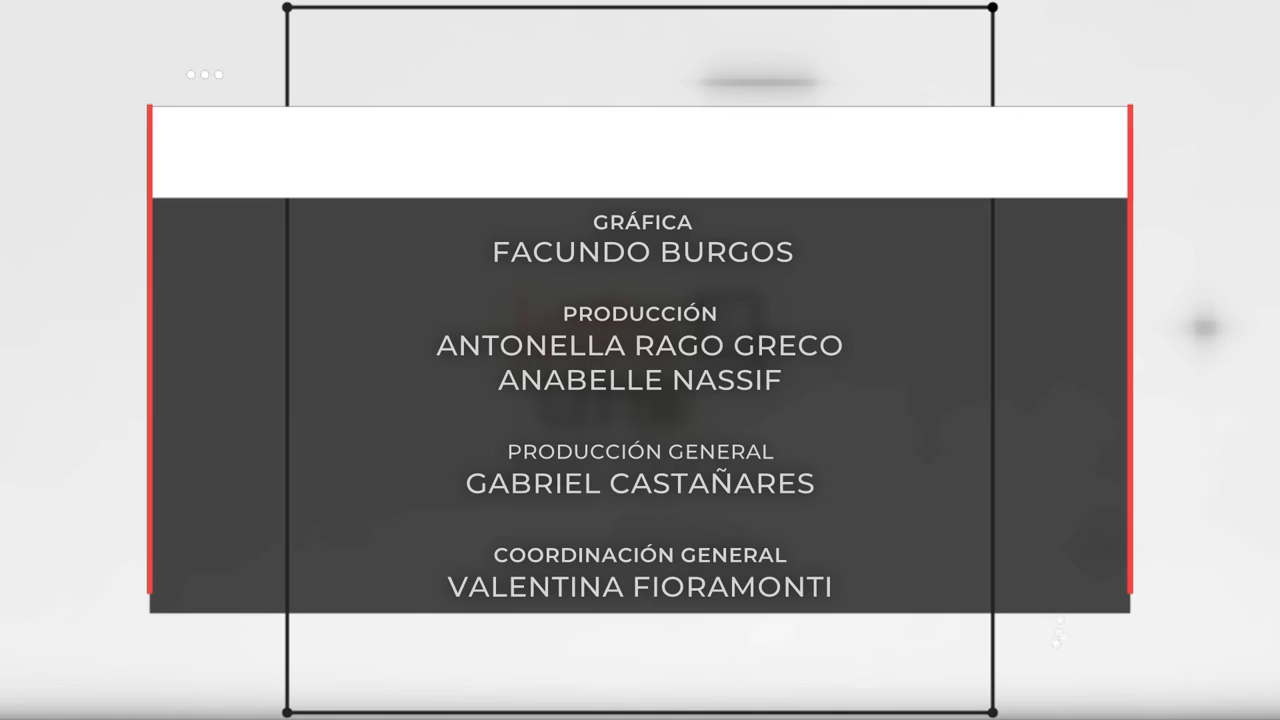 GRÁFICA
FACUNDO BURGOS
PRODUCCIÓN
ANTONELLA RAGO GRECO
ANABELLE NASSIF
PRODUCCIÓN GENERAL
GABRIEL CASTAÑARES
COORDINACIÓN GENERAL
VALENTINA FIORAMONTI